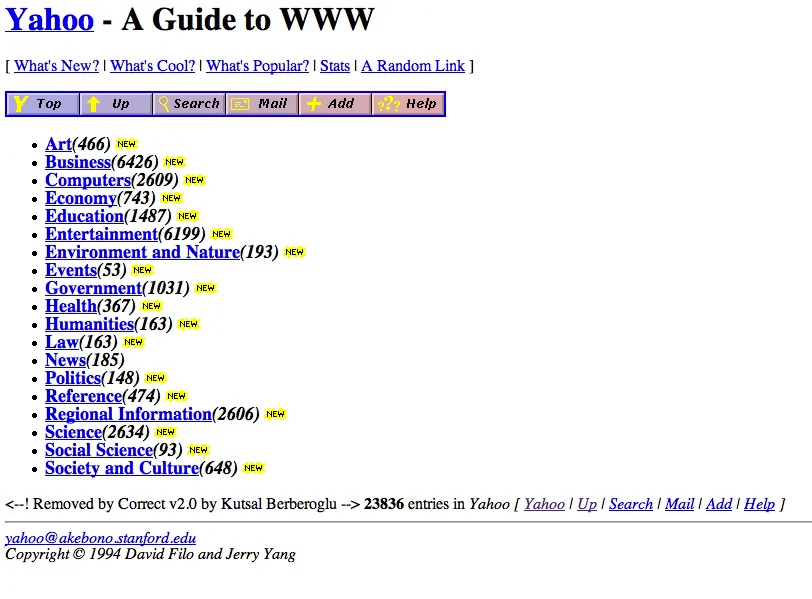 Yahoo - A Guide to WWW
[ What's New? | What's Cool? | What's Popular? | Stats | A Random Link ]
Y Top Up Search Mail Add ??? Help
Art(466) NEW
Business(6426) NEW
Computers(2609) NEW
Economy(743) NEW
Education(1487) NEW
Entertainment(6199) NEW
Environment and Nature(193) NEW
Events(53) NEW
Government(1031) NEW
Health(367) NEW
Humanities(163) NEW
Law(163) NEW
News(185)
Politics(148) NEW
Reference(474) NEW
Regional Information(2606) NEW
Science(2634) NEW
Social Science(93) NEW
Society and Culture(648) NEW
<--! Removed by Correct v2.0 by Kutsal Berberoglu --> 23836 entries in Yahoo [ Yahoo | Up | Search | Mail | Add | Help ]
yahoo@akebono.stanford.edu
Copyright © 1994 David Filo and Jerry Yang